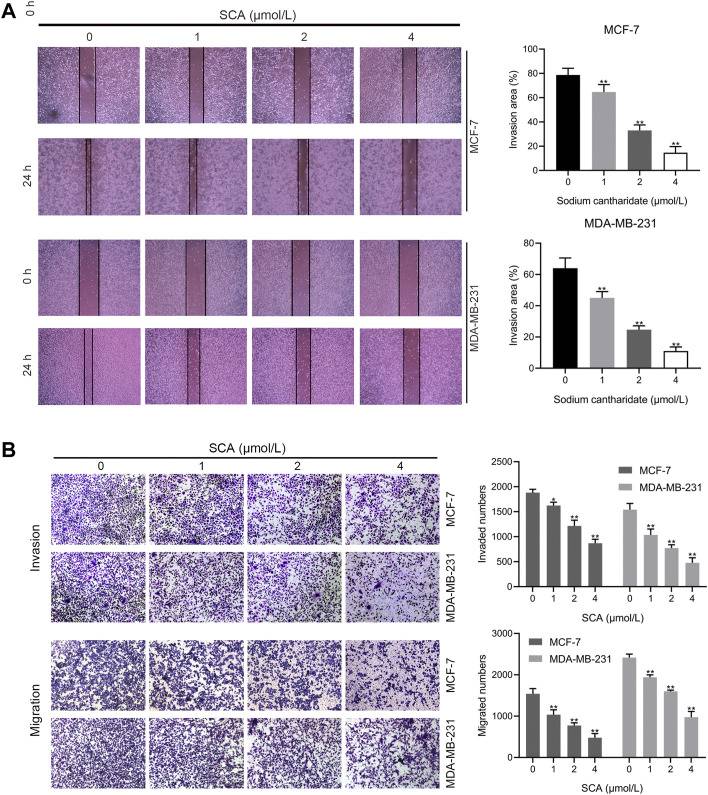 A
SCA (μmol/L)
0 1 2 4
0 h
24 h
MCF-7
0 h
24 h
MDA-MB-231
MCF-7
Invasion area (%)
100
80
60
40
20
0
** ** **
0 1 2 4
Sodium cantharidate (μmol/L)
MDA-MB-231
Invasion area (%)
80
60
40
20
0
** ** **
0 1 2 4
Sodium cantharidate (μmol/L)
B
SCA (μmol/L)
0 1 2 4
Invasion
MCF-7
MDA-MB-231
Migration
MCF-7
MDA-MB-231
Invaded numbers
2500
2000
1500
1000
500
0
MCF-7
MDA-MB-231
* ** ** ** ** **
0 1 2 4 0 1 2 4
SCA (μmol/L)
Migrated numbers
3000
2000
1000
0
MCF-7
MDA-MB-231
** ** ** ** ** **
0 1 2 4 0 1 2 4
SCA (μmol/L)